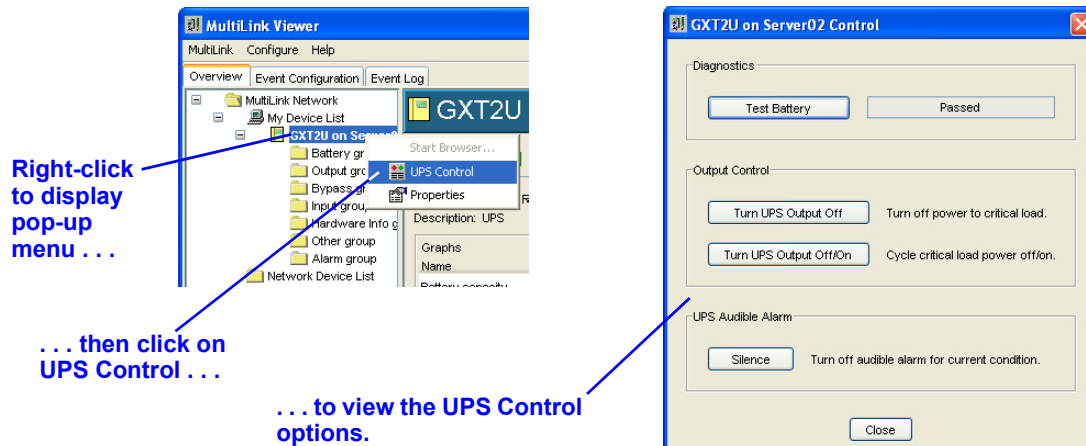 MultiLink Viewer
MultiLink Configure Help
Overview Event Configuration Event Log
MultiLink Network
My Device List
GXT2U on
Battery
Output
Bypass
Input
Hardware Info
Other group
Alarm group
Network Device List
GXT2U
Start Browser...
UPS Control
Properties
Description: UPS
Graphs
Name
Battery capacity
Right-click
to display
pop-up
menu . . .
. . . then click on
UPS Control . . .
. . . to view the UPS Control
options.
GXT2U on Server02 Control
Diagnostics
Test Battery Passed
Output Control
Turn UPS Output Off Turn off power to critical load.
Turn UPS Output Off/On Cycle critical load power off/on.
UPS Audible Alarm
Silence Turn off audible alarm for current condition.
Close